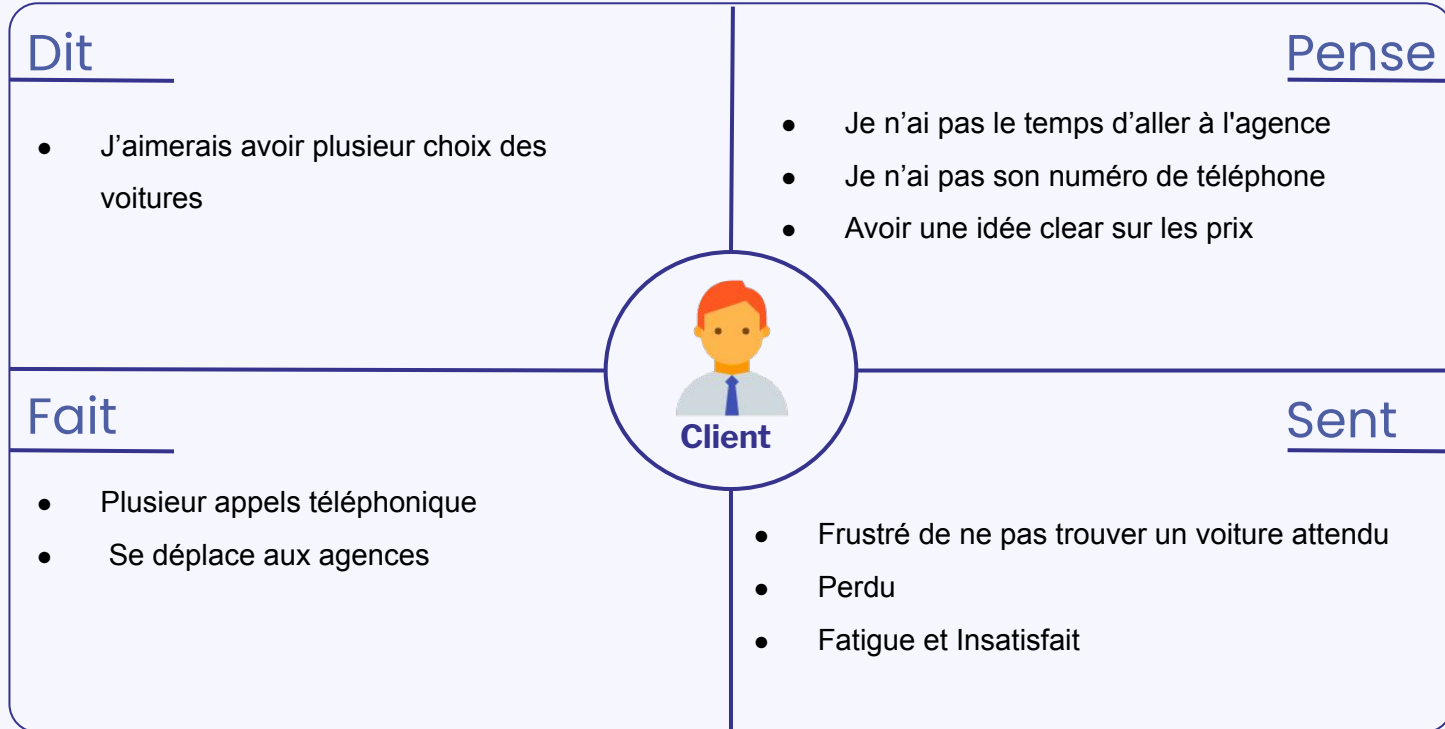 Dit
● J’aimerais avoir plusieur choix des
voitures
Pense
● Je n’ai pas le temps d’aller à l'agence
● Je n’ai pas son numéro de téléphone
● Avoir une idée clear sur les prix
Client
Fait
● Plusieur appels téléphonique
● Se déplace aux agences
Sent
● Frustré de ne pas trouver un voiture attendu
● Perdu
● Fatigue et Insatisfait